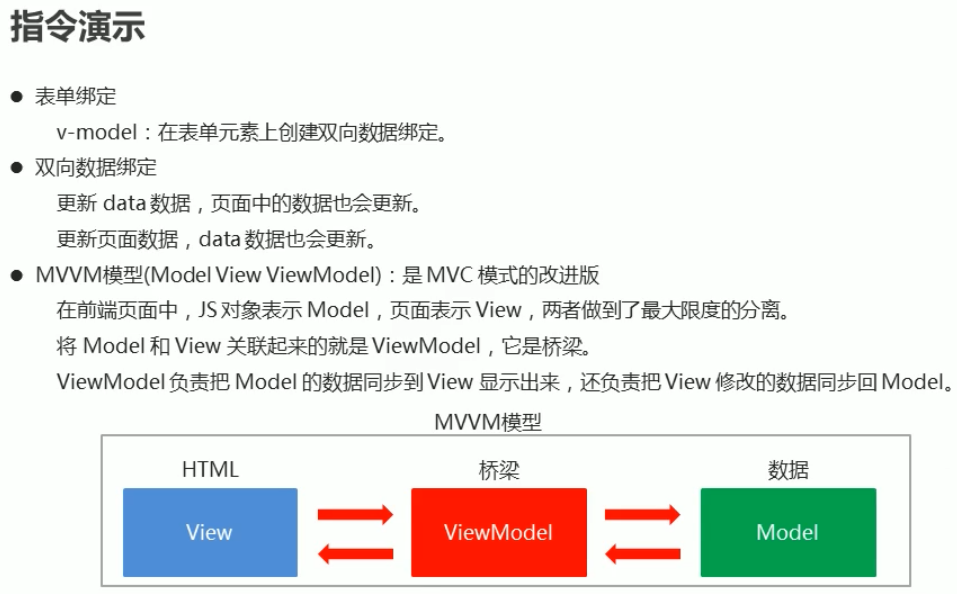 指令演示
● 表单绑定
v-model：在表单元素上创建双向数据绑定。
● 双向数据绑定
更新 data 数据，页面中的数据也会更新。
更新页面数据，data 数据也会更新。
● MVVM模型(Model View ViewModel)：是 MVC 模式的改进版
在前端页面中，JS 对象表示 Model，页面表示 View，两者做到了最大限度的分离。
将 Model 和 View 关联起来的就是 ViewModel，它是桥梁。
ViewModel 负责把 Model 的数据同步到 View 显示出来，还负责把 View 修改的数据同步回 Model。
MVVM模型
HTML 桥梁 数据
View ViewModel Model